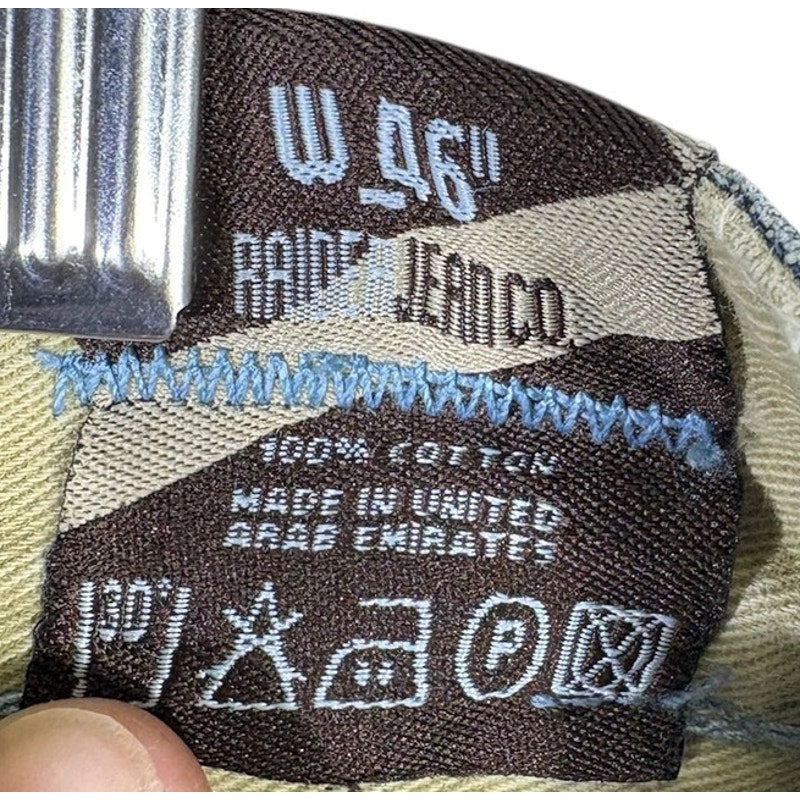 W 46"
RAIDER JEAN CO.
100% COTTON
MADE IN UNITED
ARAB EMIRATES
30° P